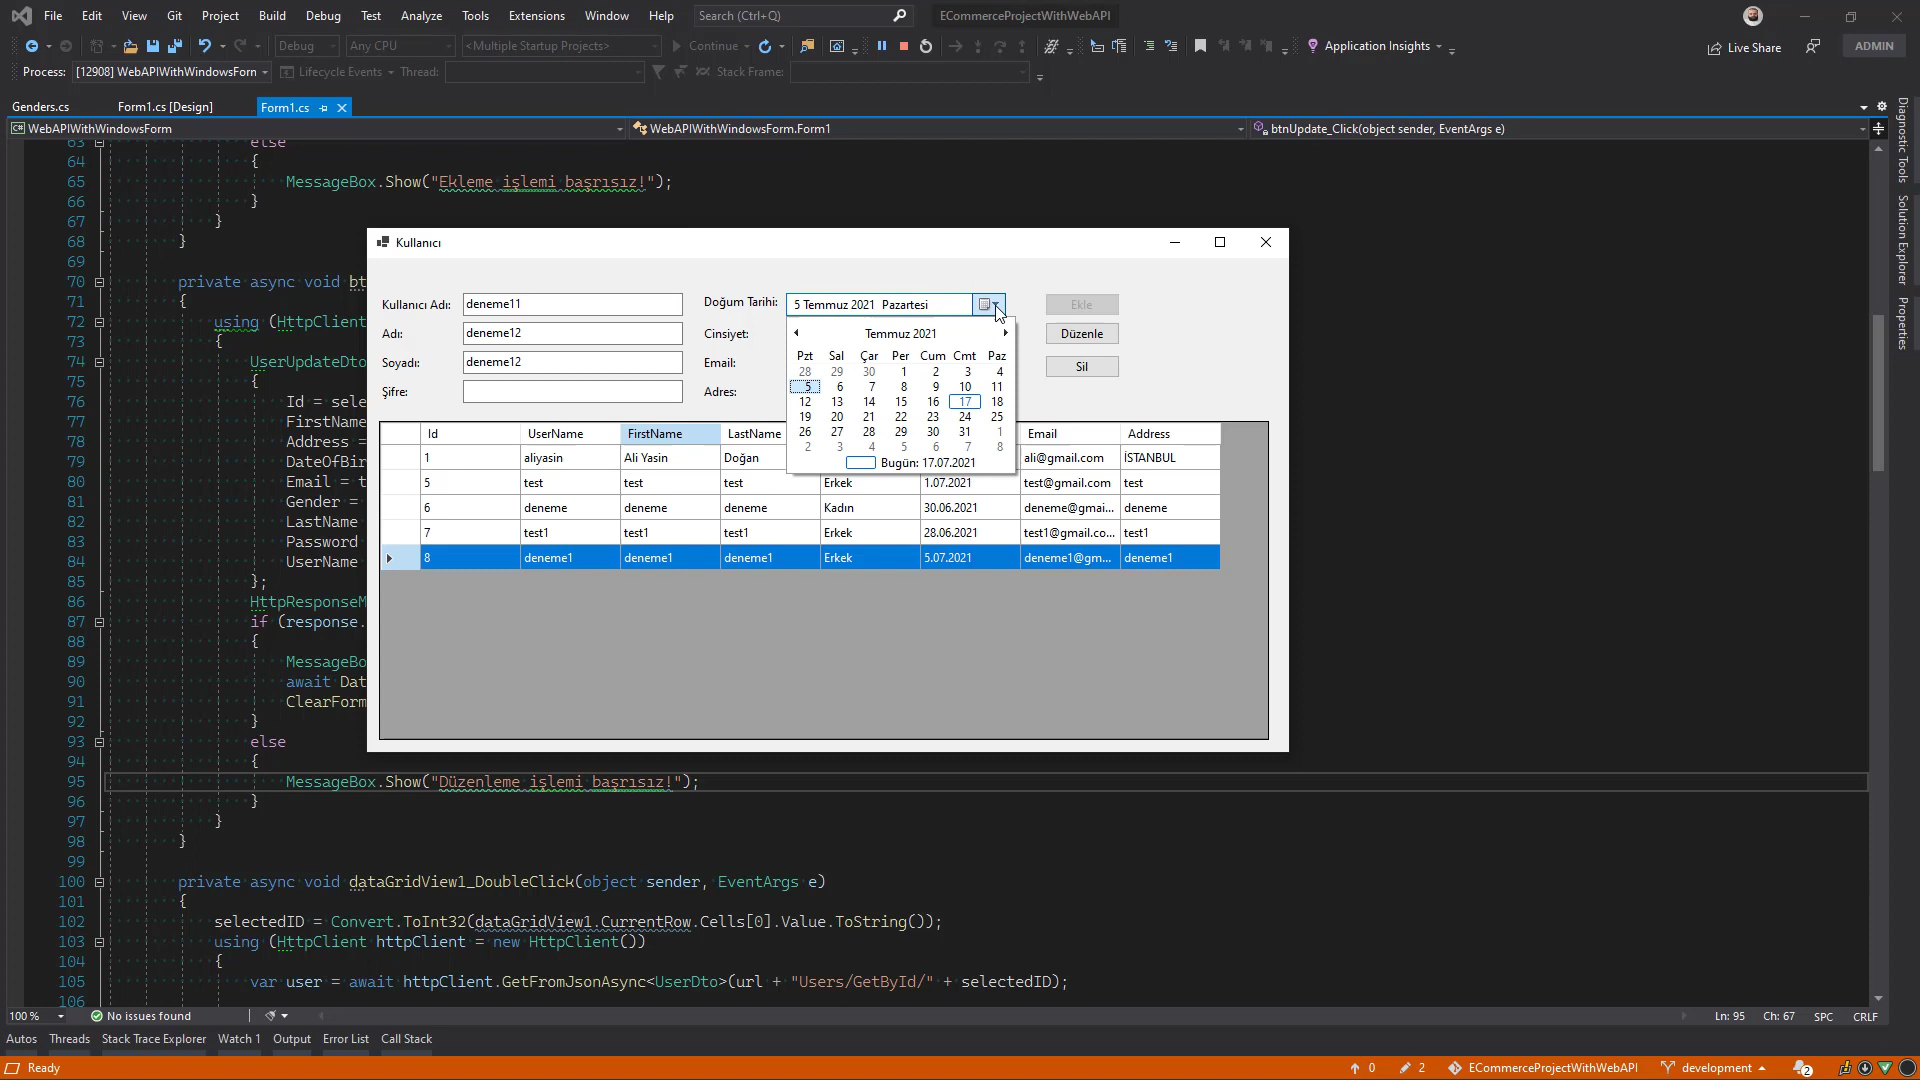 File Edit View Git Project Build Debug Test Analyze Tools Extensions Window Help Search (Ctrl+Q) ECommerceProjectWithWebAPI
Debug Any CPU <Multiple Startup Projects> Continue Application Insights Live Share ADMIN
Process: [12908] WebAPIWithWindowsForn Lifecycle Events Thread: Stack Frame:
Genders.cs Form1.cs [Design] Form1.cs
WebAPIWithWindowsForm WebAPIWithWindowsForm.Form1 btnUpdate_Click(object sender, EventArgs e)
Diagnostic Tools
Solution Explorer
Properties
63 else
64 {
65 MessageBox.Show("Ekleme işlemi başrısız!");
66 }
67 }
68 }
69
70 private async void bt
71 {
72 using (HttpClient
73 {
74 UserUpdateDto
75 {
76 Id = sele
77 FirstName
78 Address =
79 DateOfBir
80 Email = t
81 Gender =
82 LastName
83 Password
84 UserName
85 };
86 HttpResponseM
87 if (response.
88 {
89 MessageBo
90 await Dat
91 ClearForm
92 }
93 else
94 {
95 MessageBox.Show("Düzenleme işlemi başrısız!");
96 }
97 }
98 }
99
100 private async void dataGridView1_DoubleClick(object sender, EventArgs e)
101 {
102 selectedID = Convert.ToInt32(dataGridView1.CurrentRow.Cells[0].Value.ToString());
103 using (HttpClient httpClient = new HttpClient())
104 {
105 var user = await httpClient.GetFromJsonAsync<UserDto>(url + "Users/GetById/" + selectedID);
106
Kullanıcı
Kullanıcı Adı: deneme11 Doğum Tarihi: 5 Temmuz 2021 Pazartesi Ekle
Adı: deneme12 Cinsiyet: Düzenle
Soyadı: deneme12 Email: Sil
Şifre: Adres:
Temmuz 2021
Pzt Sal Çar Per Cum Cmt Paz
28 29 30 1 2 3 4
5 6 7 8 9 10 11
12 13 14 15 16 17 18
19 20 21 22 23 24 25
26 27 28 29 30 31 1
2 3 4 5 6 7 8
Bugün: 17.07.2021
Id UserName FirstName LastName Email Address
1 aliyasin Ali Yasin Doğan ali@gmail.com İSTANBUL
5 test test test Erkek 1.07.2021 test@gmail.com test
6 deneme deneme deneme Kadın 30.06.2021 deneme@gmai... deneme
7 test1 test1 test1 Erkek 28.06.2021 test1@gmail.co... test1
8 deneme1 deneme1 deneme1 Erkek 5.07.2021 deneme1@gm... deneme1
100 % No issues found Ln: 95 Ch: 67 SPC CRLF
Autos Threads Stack Trace Explorer Watch 1 Output Error List Call Stack
Ready 0 2 ECommerceProjectWithWebAPI development 2